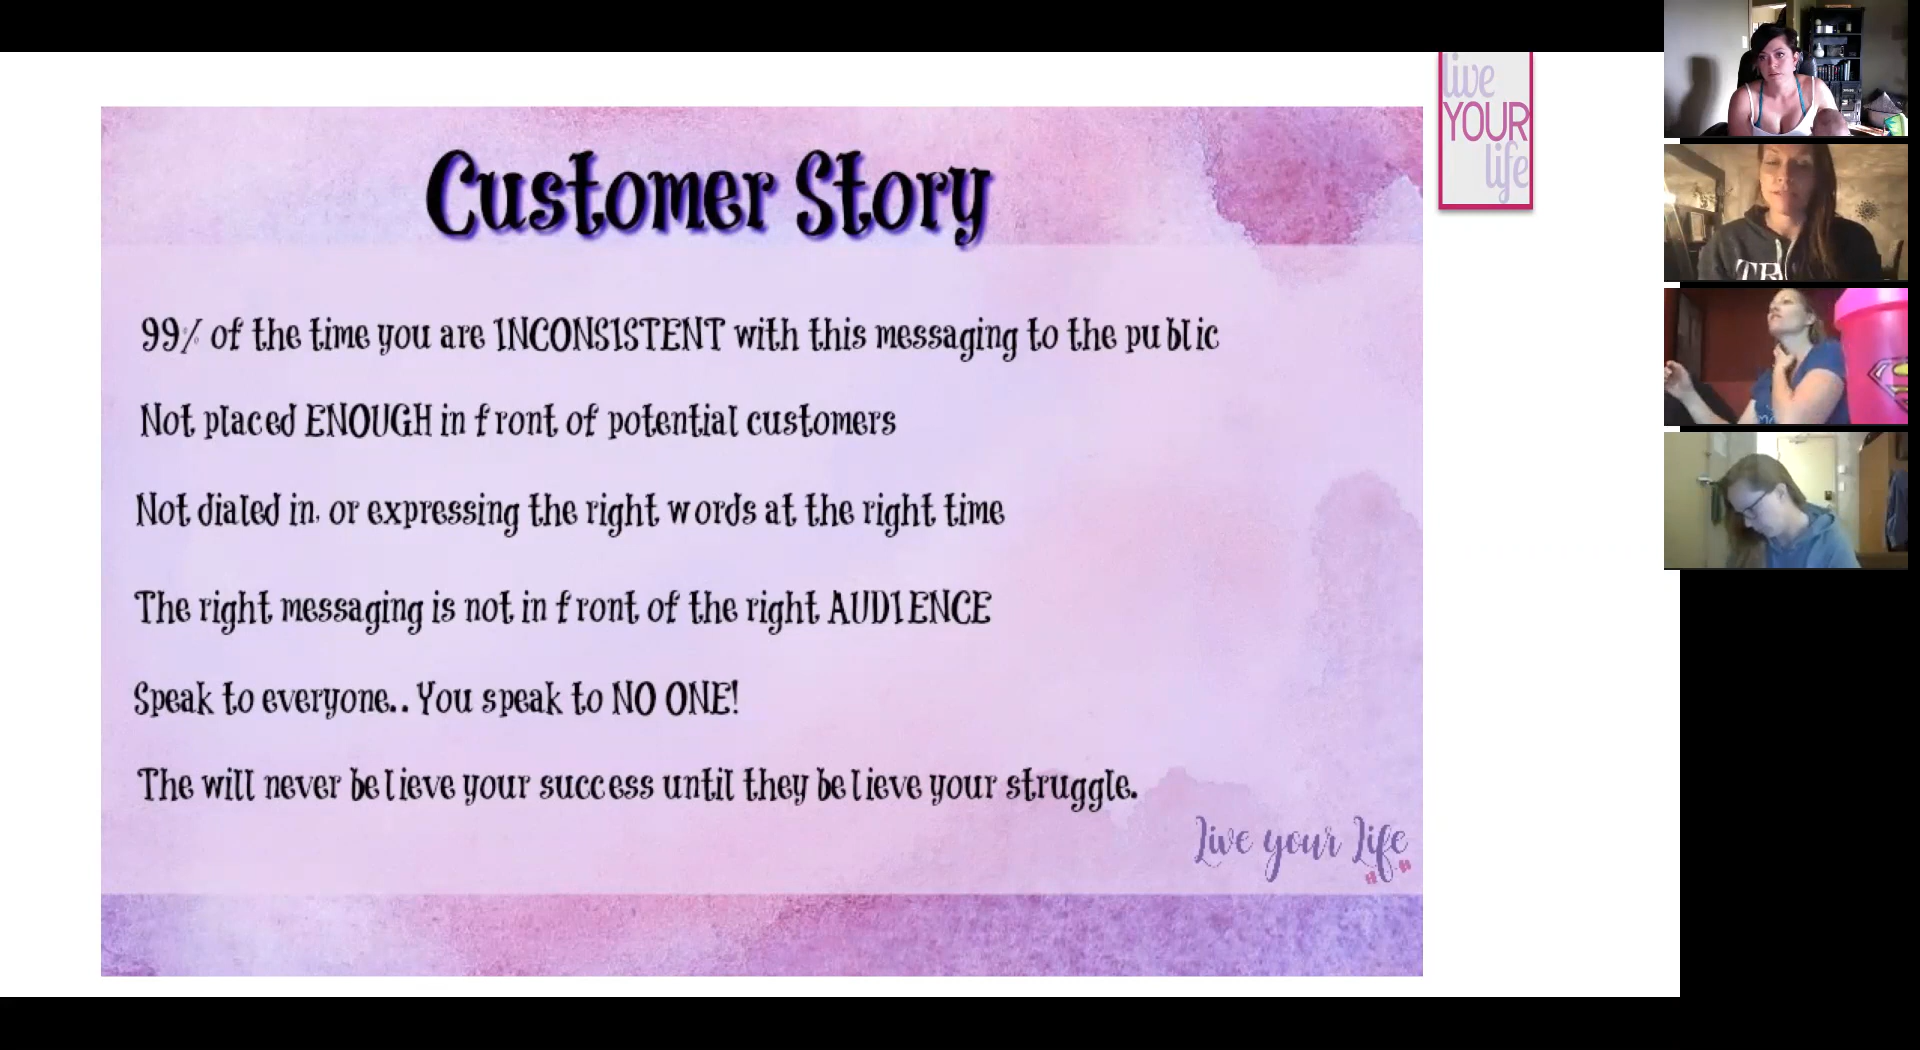 Customer Story
99% of the time you are INCONSISTENT with this messaging to the public
Not placed ENOUGH in front of potential customers
Not dialed in, or expressing the right words at the right time
The right messaging is not in front of the right AUDIENCE
Speak to everyone.. You speak to NO ONE!
The will never believe your success until they believe your struggle.
Live your Life
live
YOUR
life